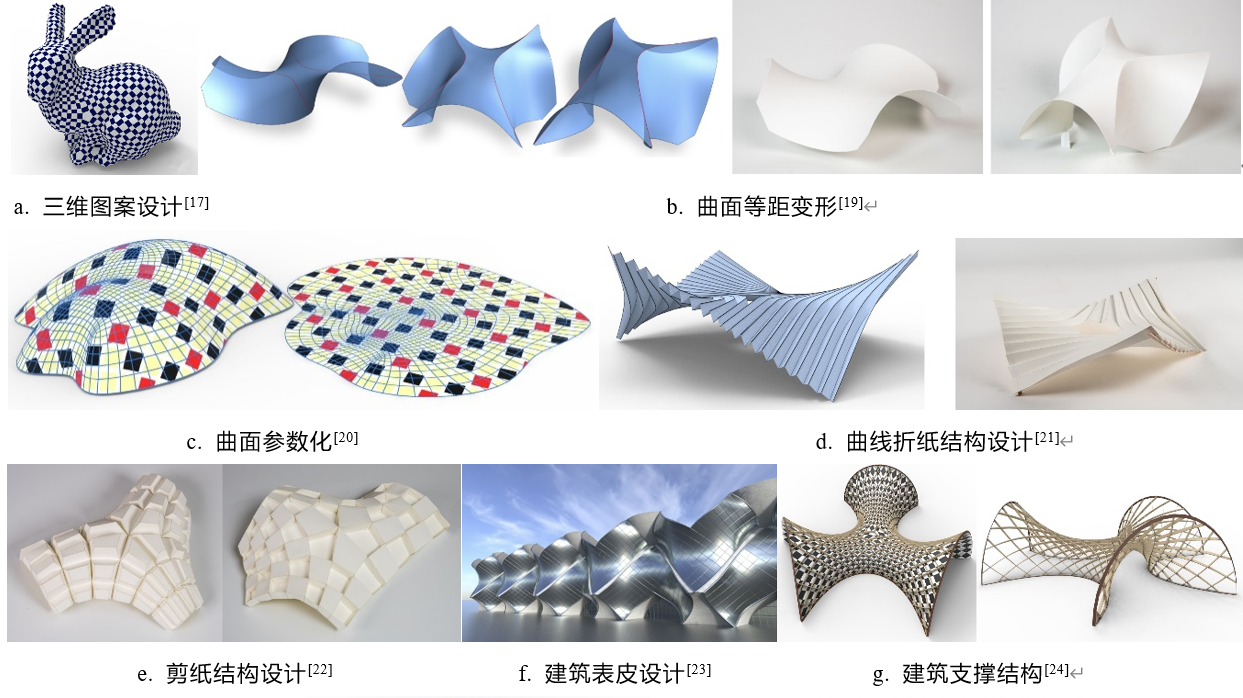 a. 三维图案设计[17]
b. 曲面等距变形[19]↵
c. 曲面参数化[20]
d. 曲线折纸结构设计[21]↵
e. 剪纸结构设计[22]
f. 建筑表皮设计[23]
g. 建筑支撑结构[24]↵